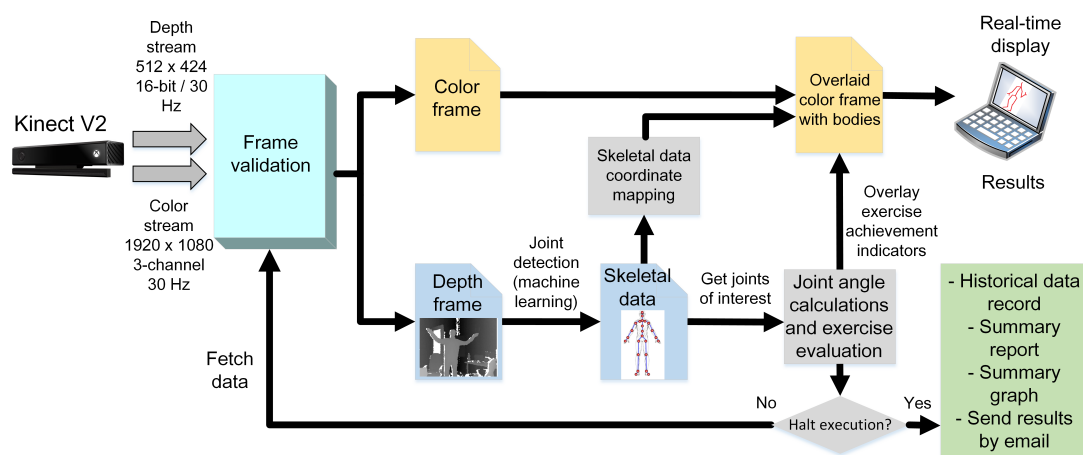 Kinect V2
Depth
stream
512 x 424
16-bit / 30
Hz
Color
stream
1920 x 1080
3-channel
30 Hz
Frame
validation
Color
frame
Overlaid
color frame
with bodies
Real-time
display
Results
Skeletal data
coordinate
mapping
Overlay
exercise
achievement
indicators
Depth frame
Joint
detection
(machine
learning)
Skeletal
data
Get joints
of interest
Joint angle
calculations
and exercise
evaluation
- Historical data
record
- Summary
report
- Summary
graph
- Send results
by email
Fetch
data
No
Halt execution?
Yes